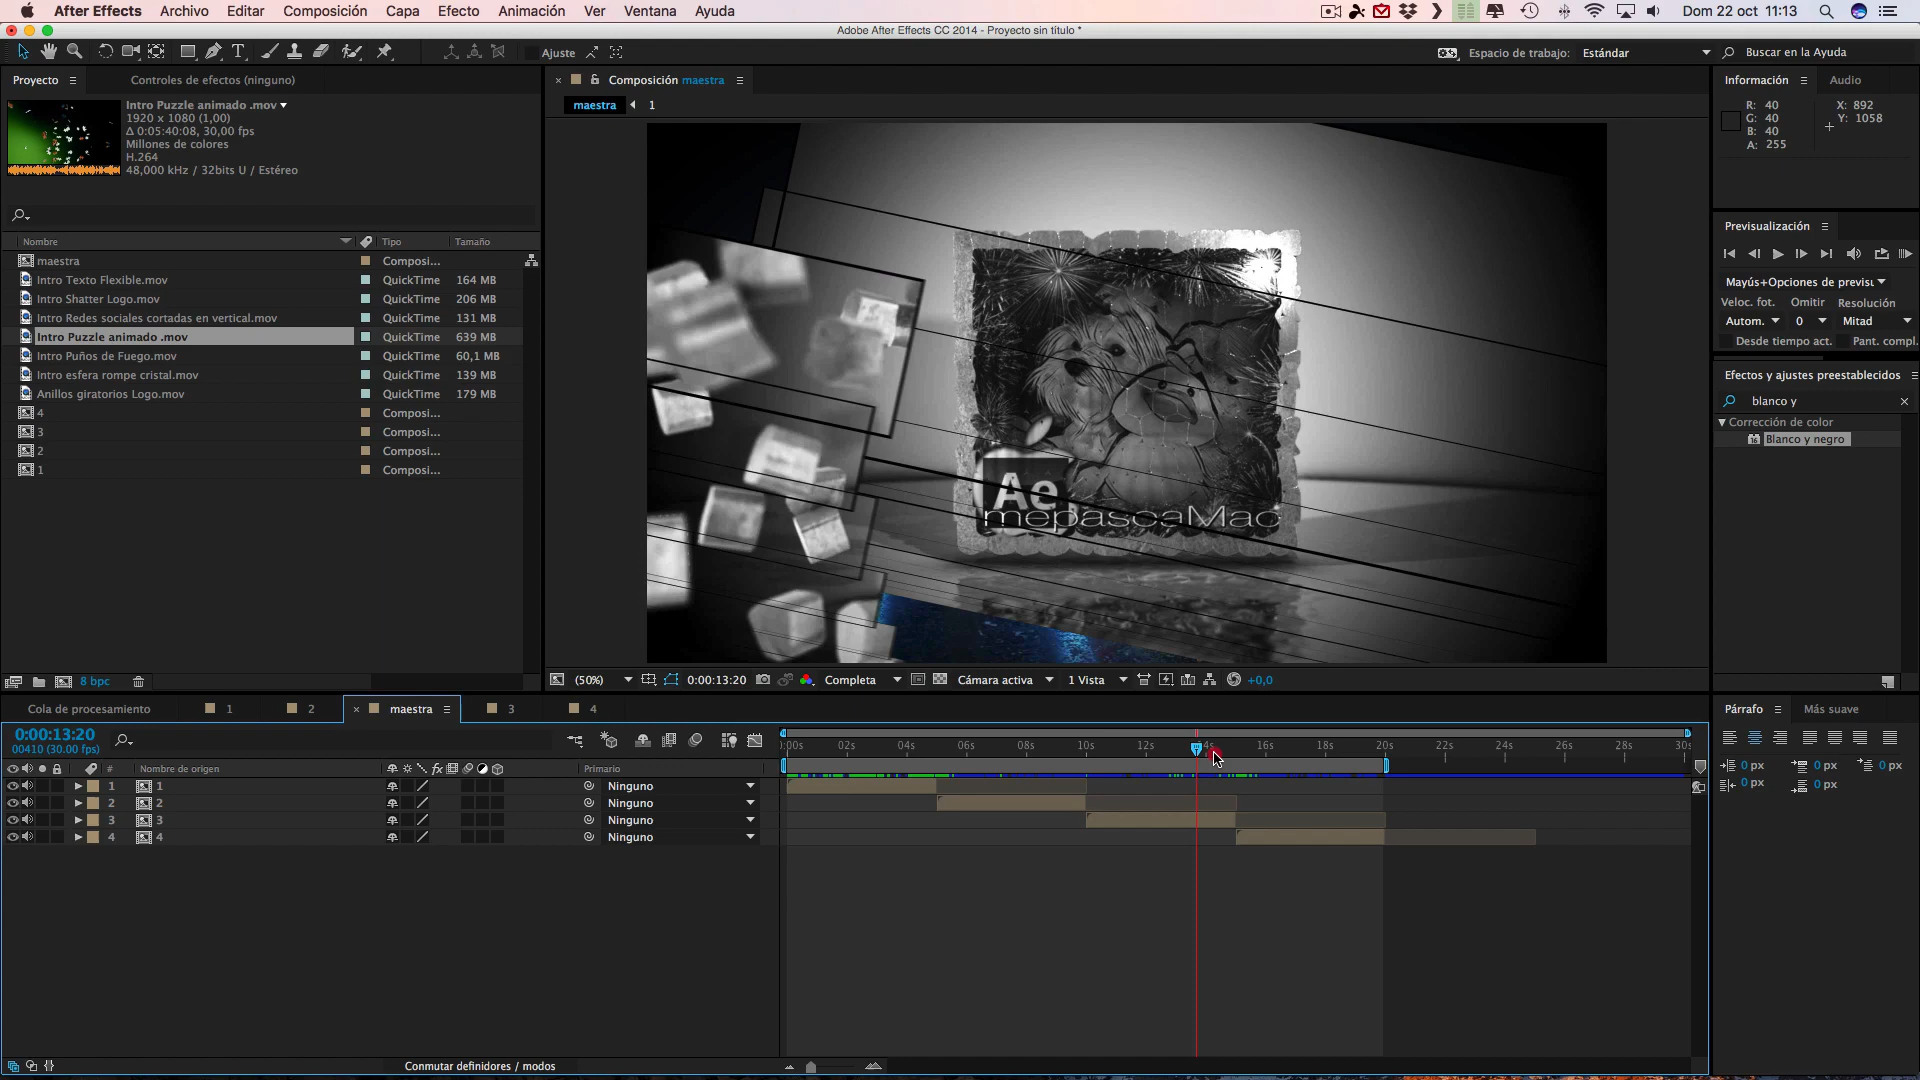 After Effects Archivo Editar Composición Capa Efecto Animación Ver Ventana Ayuda Dom 22 oct 11:13
Adobe After Effects CC 2014 - Proyecto sin título *
Ajuste Espacio de trabajo: Estándar Buscar en la Ayuda
Proyecto Controles de efectos (ninguno) Composición maestra Información Audio
maestra 1
Intro Puzzle animado .mov
1920 x 1080 (1,00)
Δ 0:05:40:08, 30,00 fps)
Millones de colores
H.264
48,000 kHz / 32bits U / Estéreo
R: 40 X: 892
G: 40 Y: 1058
B: 40
A: 255
Previsualización
Mayús+Opciones de previsu
Veloc. fot. Omitir Resolución
Autom. 0 Mitad
Desde tiempo act. Pant. compl.
Efectos y ajustes preestablecidos
blanco y
Corrección de color
Blanco y negro
Nombre Tipo Tamaño
maestra Composi...
Intro Texto Flexible.mov QuickTime 164 MB
Intro Shatter Logo.mov QuickTime 206 MB
Intro Redes sociales cortadas en vertical.mov QuickTime 131 MB
Intro Puzzle animado .mov QuickTime 639 MB
Intro Puños de Fuego.mov QuickTime 60,1 MB
Intro esfera rompe cristal.mov QuickTime 139 MB
Anillos giratorios Logo.mov QuickTime 179 MB
4 Composi...
3 Composi...
2 Composi...
1 Composi...
Ae
mepascaMac
8 bpc
(50%) 0:00:13:20 Completa Cámara activa 1 Vista +0,0
Cola de procesamiento 1 2 maestra 3 4
Párrafo Más suave
0:00:13:20
00410 (30.00 fps)
:00s 02s 04s 06s 08s 10s 12s 4s 16s 18s 20s 22s 24s 26s 28s 30s
# Nombre de origen fx Primario
1 1 Ninguno
2 2 Ninguno
3 3 Ninguno
4 4 Ninguno
0 px 0 px 0 px
0 px 0 px
Conmutar definidores / modos